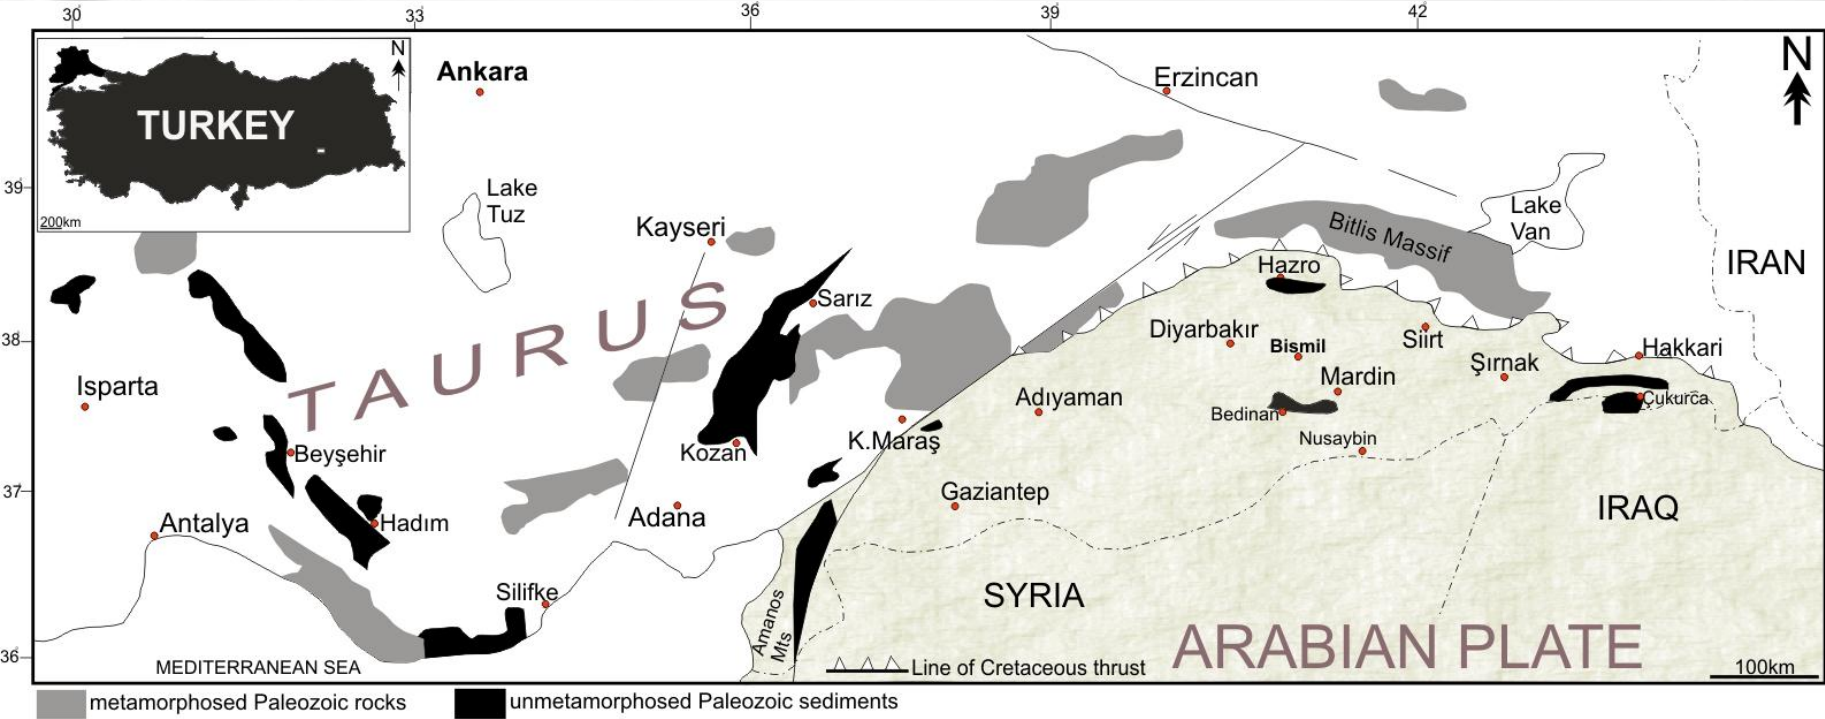 30
33
36
39
42
N
TURKEY
200km
Ankara
Erzincan
N
39
Lake
Tuz
Kayseri
Lake
Van
Bitlis Massif
IRAN
Hazro
Sarız
TAURUS
38
Diyarbakır
Siirt
Bismil
Hakkari
Şırnak
Isparta
Mardin
Adıyaman
Çukurca
Bedinan
K.Maraş
Nusaybin
Beyşehir
Kozan
37
Gaziantep
IRAQ
Antalya
Hadım
Adana
Silifke
SYRIA
Amanos
Mts
ARABIAN PLATE
36
MEDITERRANEAN SEA
Line of Cretaceous thrust
100km
metamorphosed Paleozoic rocks
unmetamorphosed Paleozoic sediments